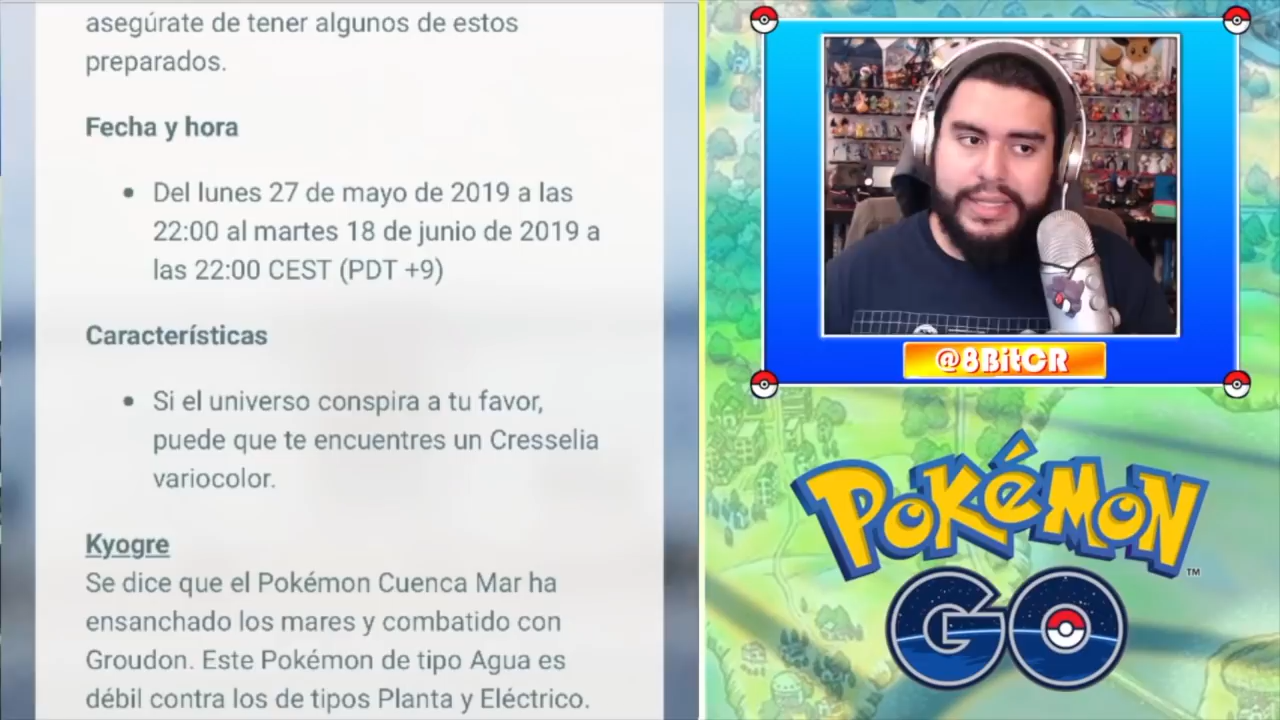 asegúrate de tener algunos de estos
preparados.
Fecha y hora
• Del lunes 27 de mayo de 2019 a las
22:00 al martes 18 de junio de 2019 a
las 22:00 CEST (PDT +9)
Características
• Si el universo conspira a tu favor,
puede que te encuentres un Cresselia
variocolor.
Kyogre
Se dice que el Pokémon Cuenca Mar ha
ensanchado los mares y combatido con
Groudon. Este Pokémon de tipo Agua es
débil contra los de tipos Planta y Eléctrico.
@8BitCR
POKÉMON
TM
GO